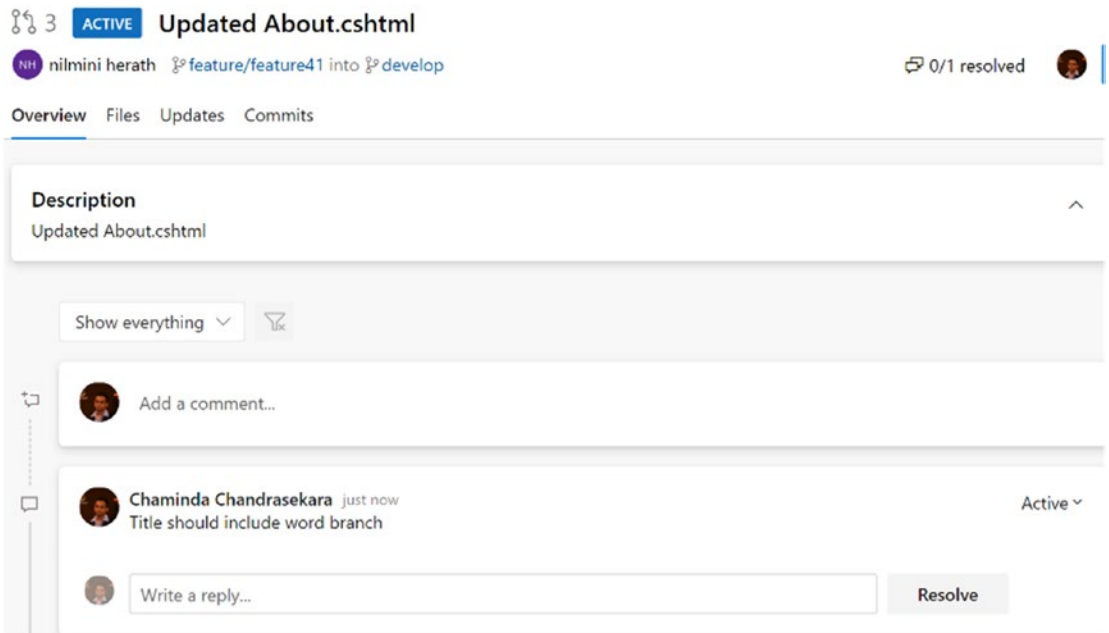 3 ACTIVE Updated About.cshtml
NH nilmini herath feature/feature41 into develop 0/1 resolved
Overview Files Updates Commits
Description
Updated About.cshtml
Show everything
Add a comment...
Chaminda Chandrasekara just now Active
Title should include word branch
Write a reply... Resolve